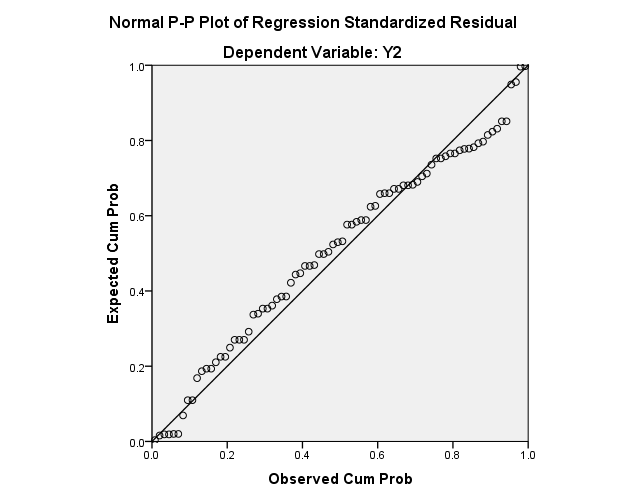 Normal P-P Plot of Regression Standardized Residual
Dependent Variable: Y2
1.0
0.8
0.6
0.4
0.2
0.0
Expected Cum Prob
0.0 0.2 0.4 0.6 0.8 1.0
Observed Cum Prob